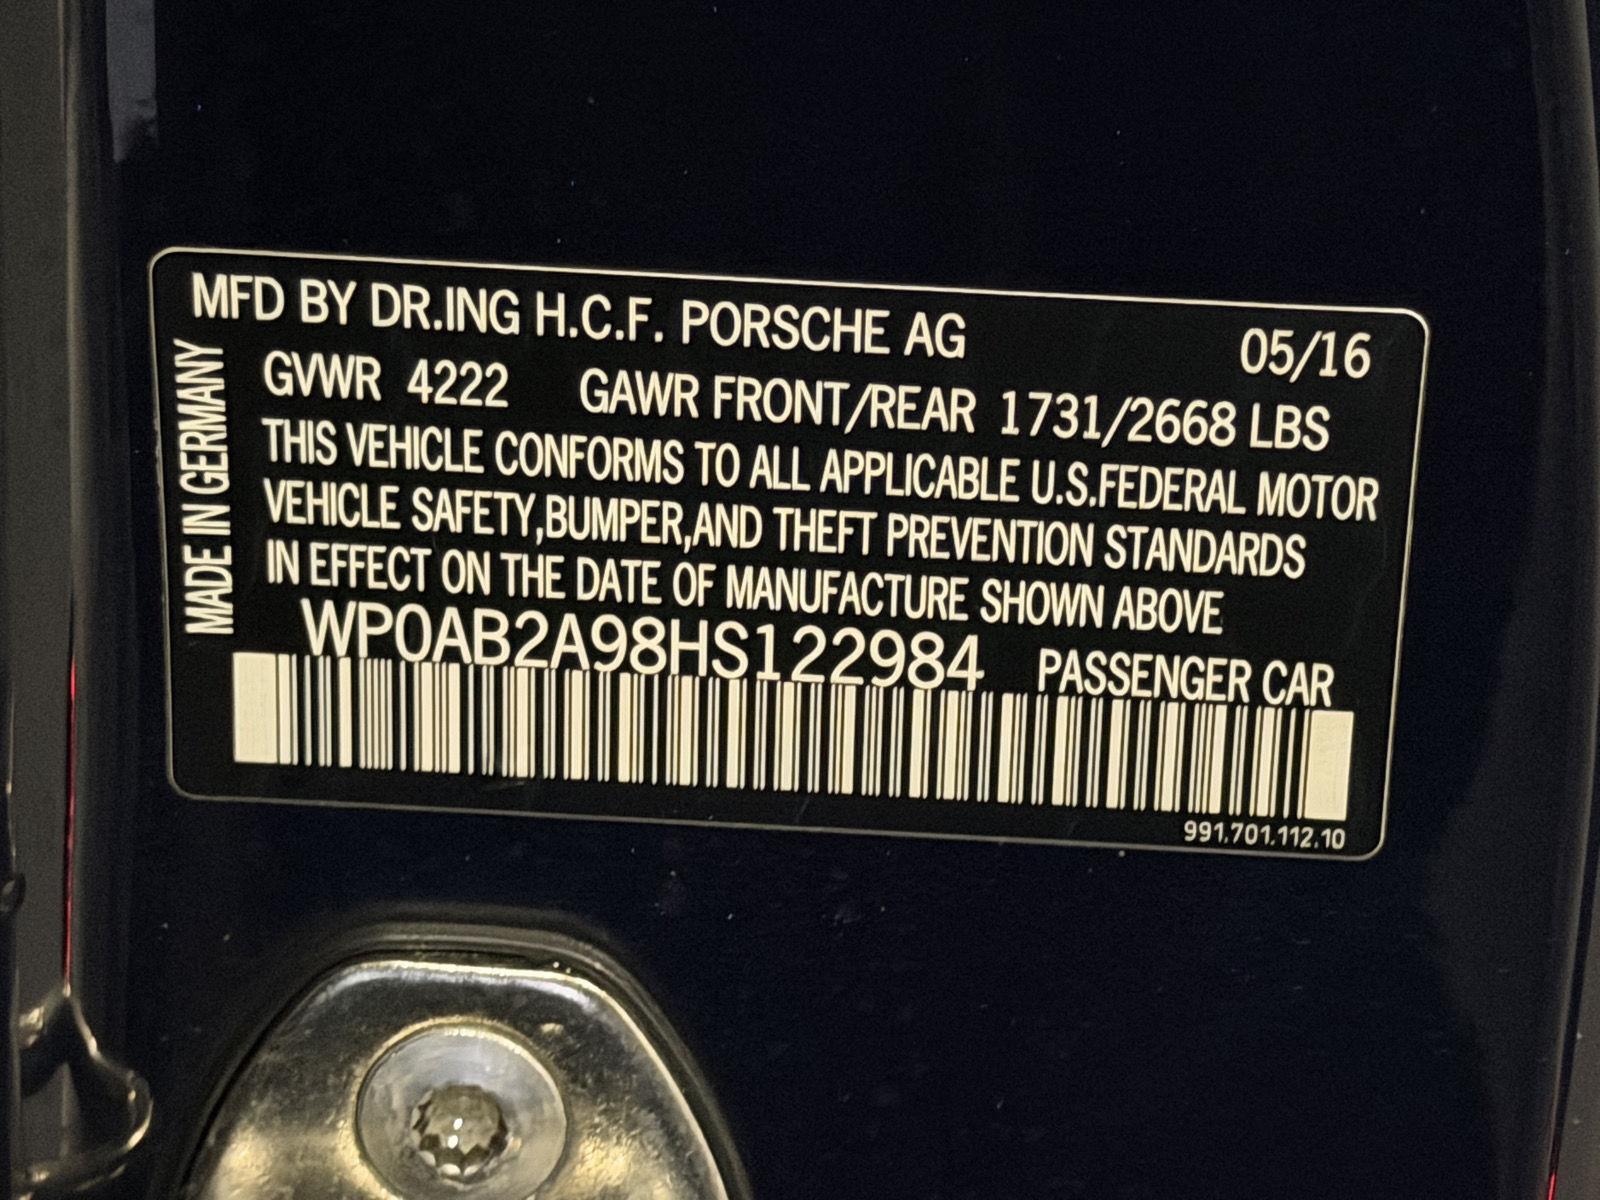 MFD BY DR.ING H.C.F. PORSCHE AG 05/16
GVWR 4222 GAWR FRONT/REAR 1731/2668 LBS
THIS VEHICLE CONFORMS TO ALL APPLICABLE U.S.FEDERAL MOTOR
VEHICLE SAFETY,BUMPER,AND THEFT PREVENTION STANDARDS
IN EFFECT ON THE DATE OF MANUFACTURE SHOWN ABOVE
WP0AB2A98HS122984 PASSENGER CAR
991.701.112.10
MADE IN GERMANY